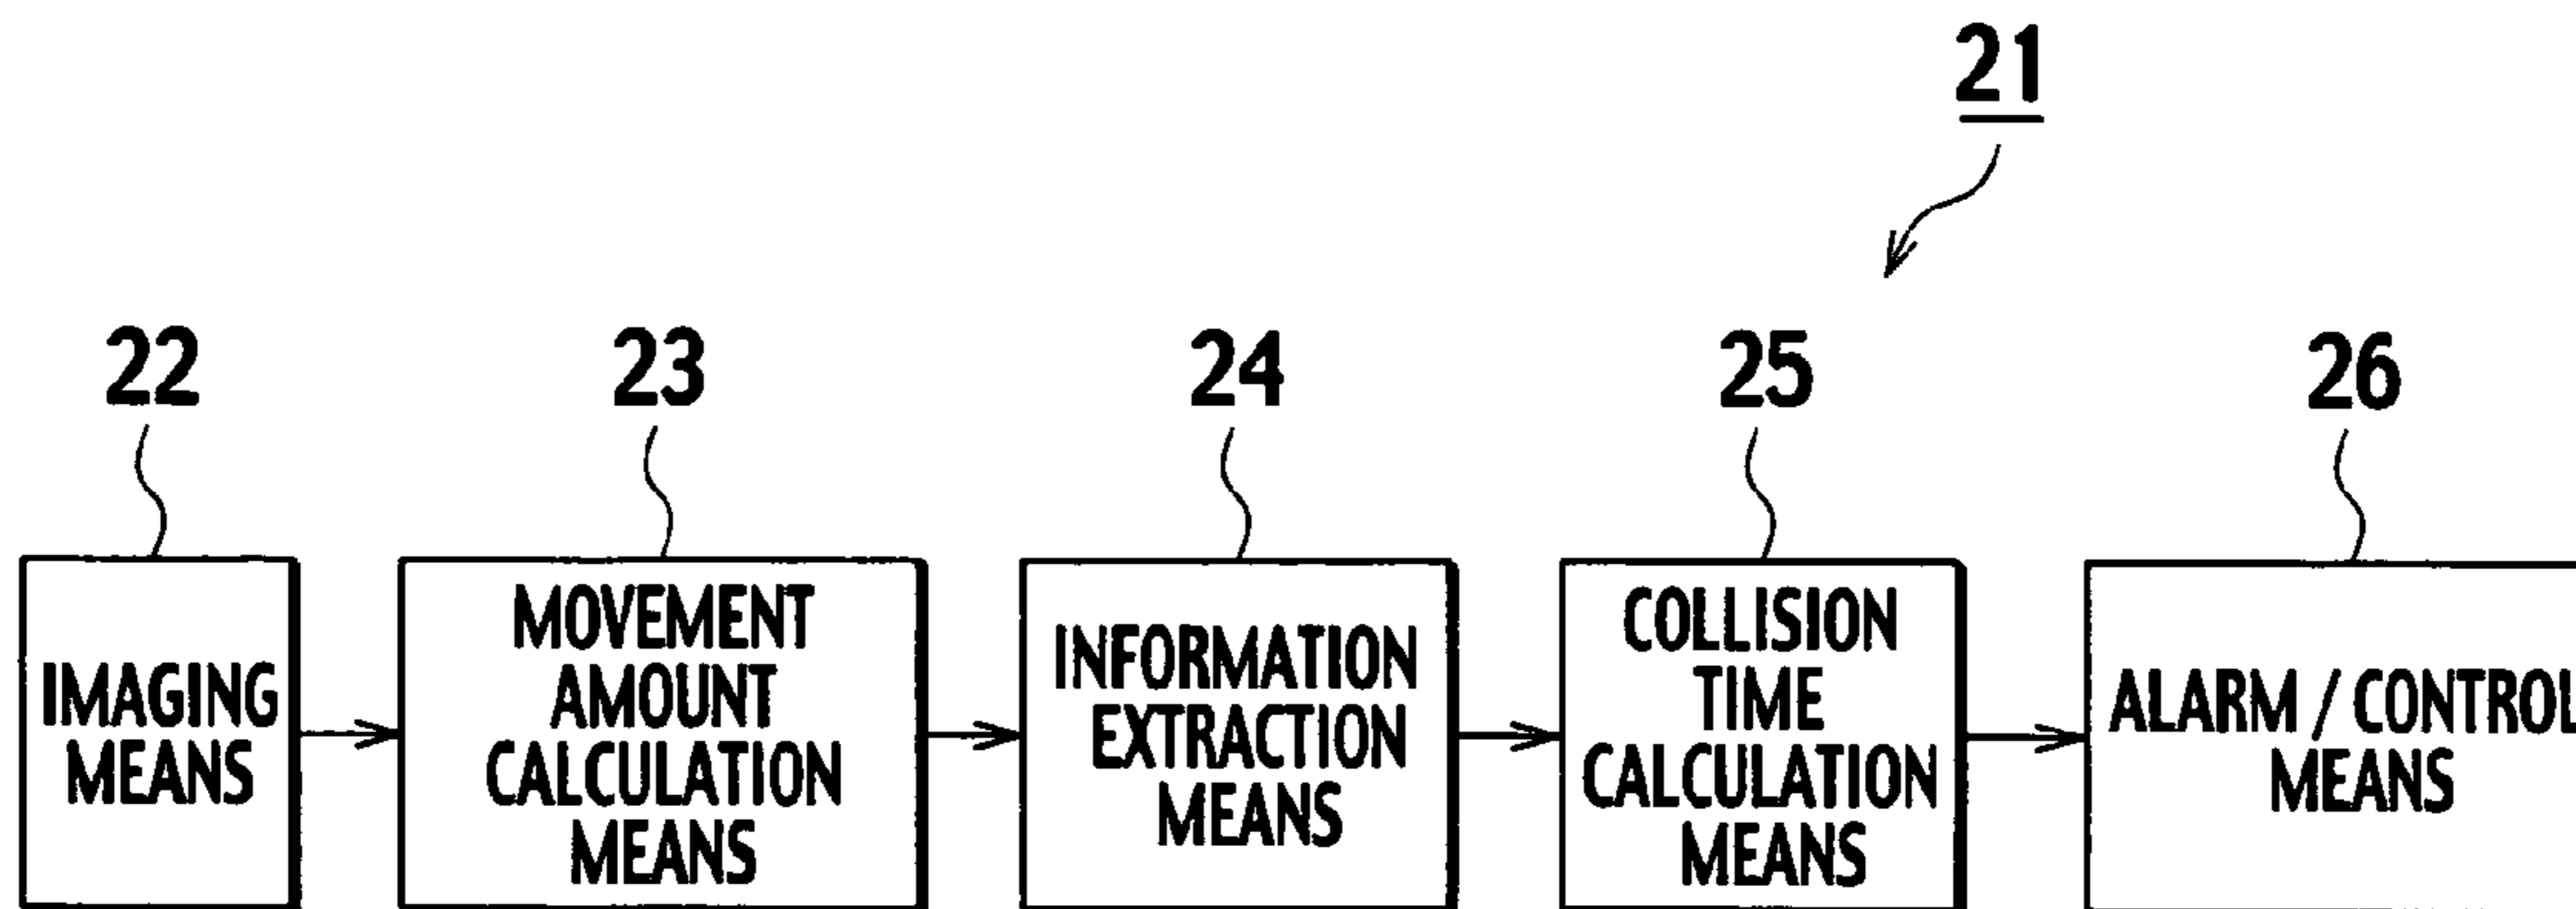 21
22
23
24
25
26
IMAGING
MEANS
MOVEMENT
AMOUNT
CALCULATION
MEANS
INFORMATION
EXTRACTION
MEANS
COLLISION
TIME
CALCULATION
MEANS
ALARM / CONTROL
MEANS